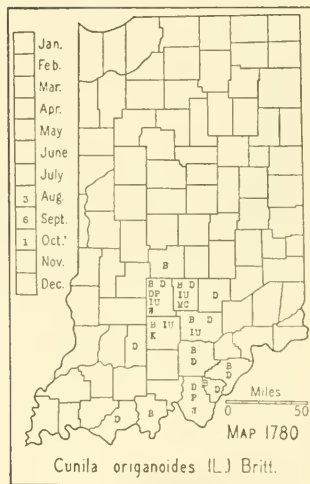 Jan.
Feb.
Mar.
Apr.
May
June
July
3 Aug.
6 Sept.
1 Oct.
Nov.
Dec.
B
B D
DP
IU
W
B D
IU
MC
D
B IU
K
B D
IU
D
B
D
B
D
D
P
B
D
D
B
Miles
0 50
MAP 1780
Cunila origanoides (L.) Britt.